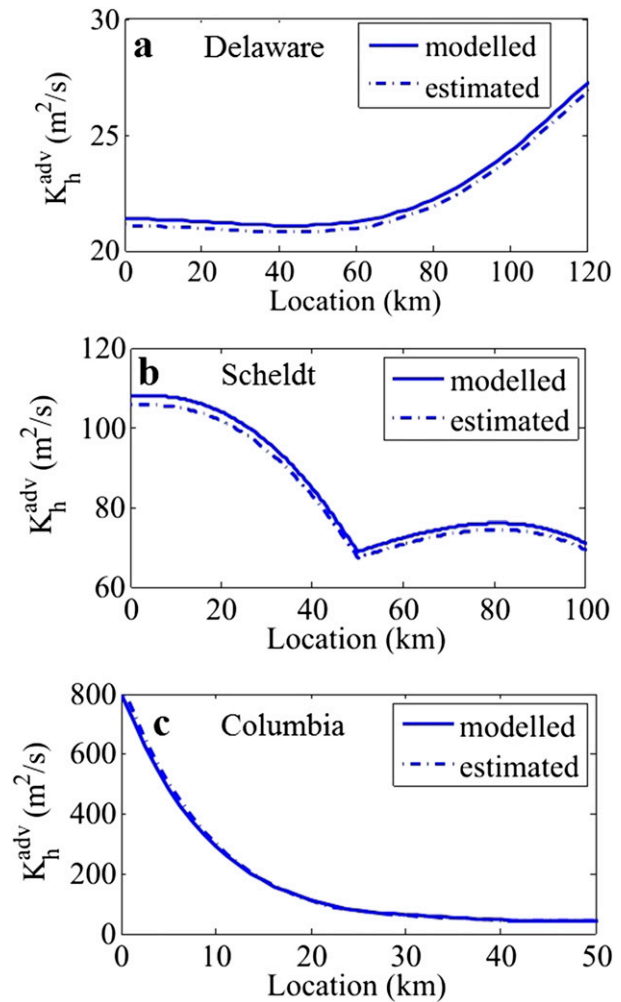 a Delaware
modelled
estimated
K_h^adv (m²/s)
30
25
20
0 20 40 60 80 100 120
Location (km)
b Scheldt
modelled
estimated
K_h^adv (m²/s)
120
100
80
60
0 20 40 60 80 100
Location (km)
c Columbia
modelled
estimated
K_h^adv (m²/s)
800
600
400
200
0
0 10 20 30 40 50
Location (km)